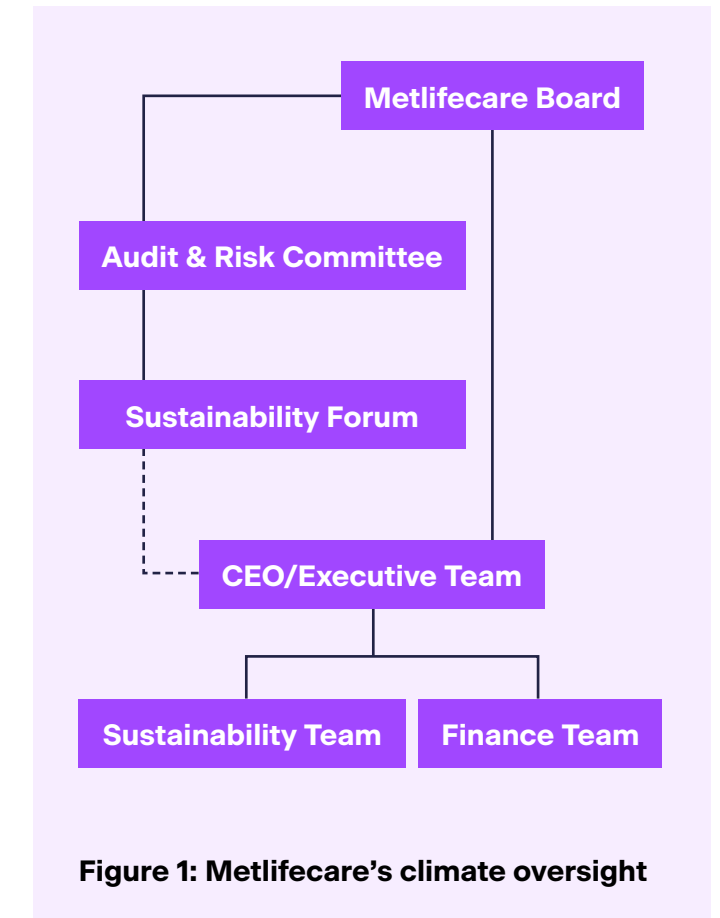 Metlifecare Board
Audit & Risk Committee
Sustainability Forum
CEO/Executive Team
Sustainability Team
Finance Team
Figure 1: Metlifecare’s climate oversight